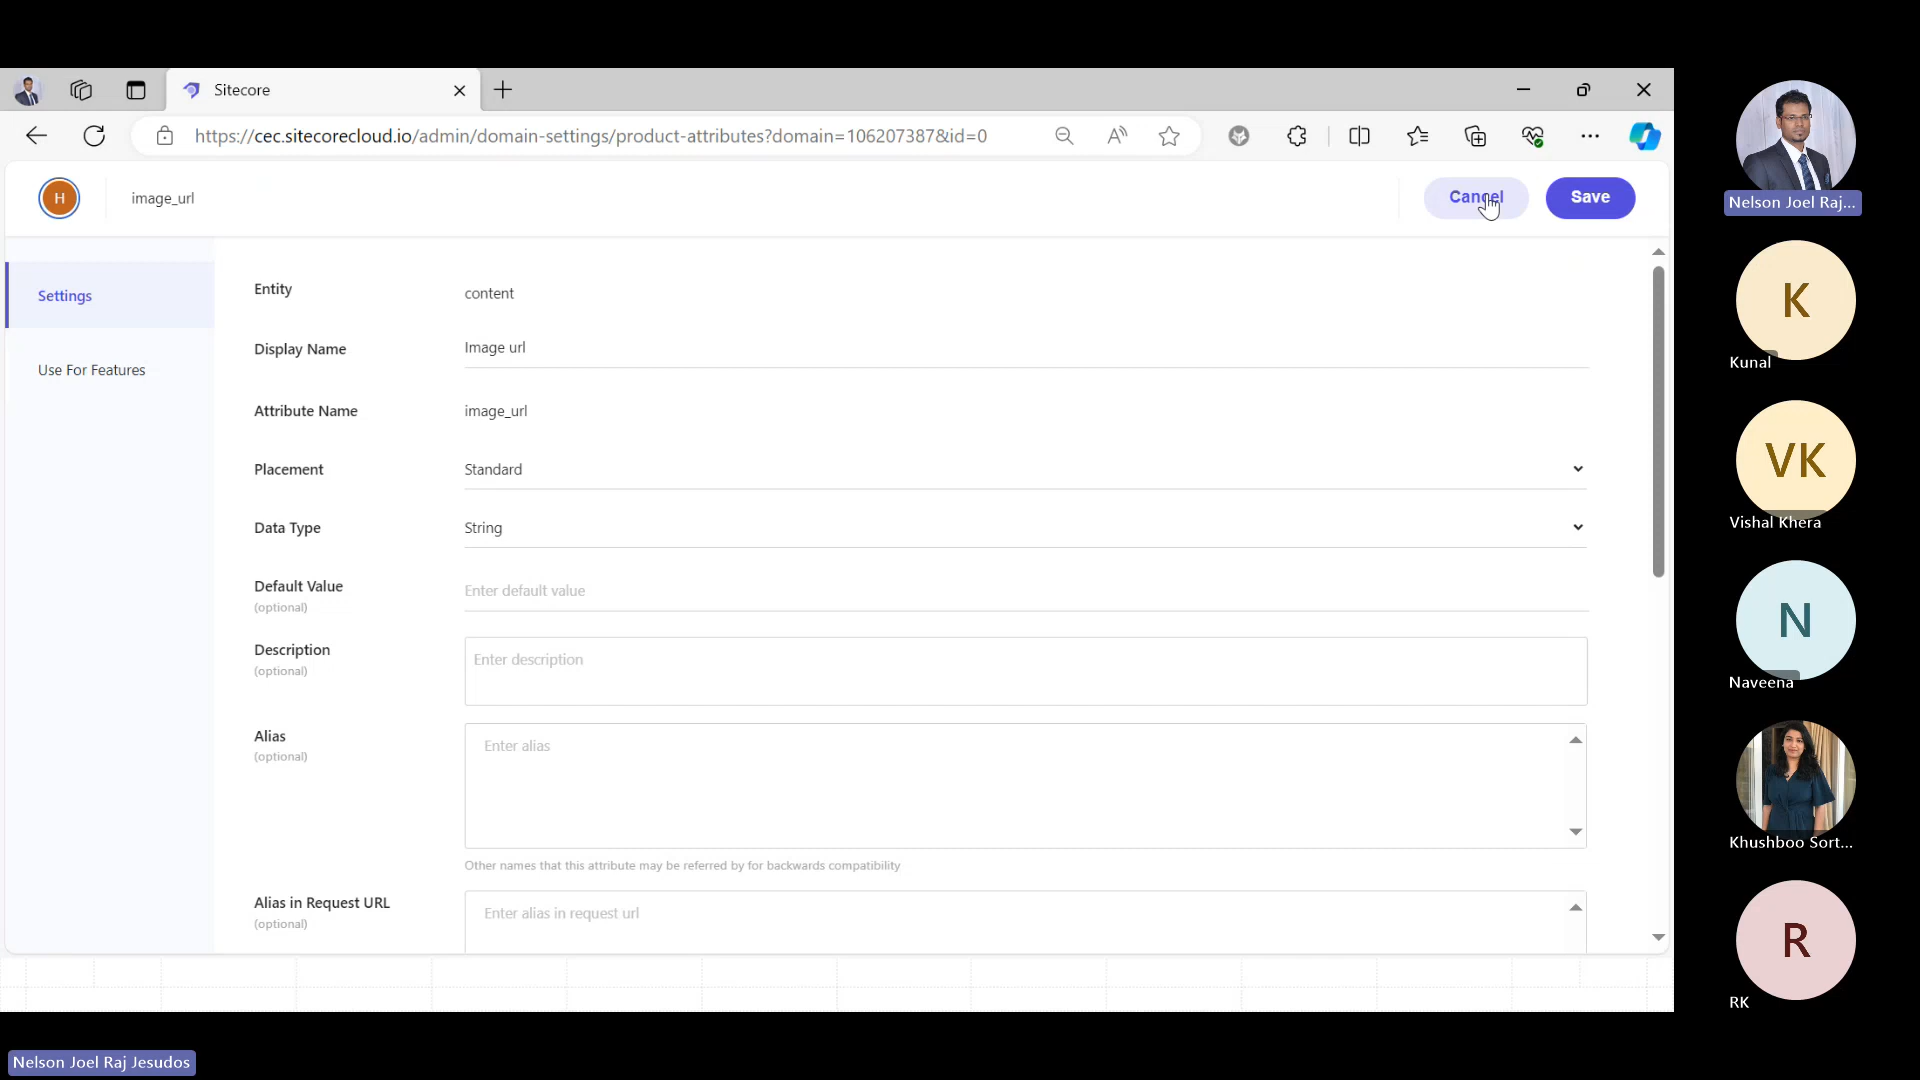 Sitecore
https://cec.sitecorecloud.io/admin/domain-settings/product-attributes?domain=106207387&id=0
H
image_url
Cancel
Save
Settings
Use For Features
Entity
content
Display Name
Image url
Attribute Name
image_url
Placement
Standard
Data Type
String
Default Value
(optional)
Enter default value
Description
(optional)
Enter description
Alias
(optional)
Enter alias
Other names that this attribute may be referred by for backwards compatibility
Alias in Request URL
(optional)
Enter alias in request url
Nelson Joel Raj...
K
Kunal
VK
Vishal Khera
N
Naveena
Khushboo Sort...
R
RK
Nelson Joel Raj Jesudos